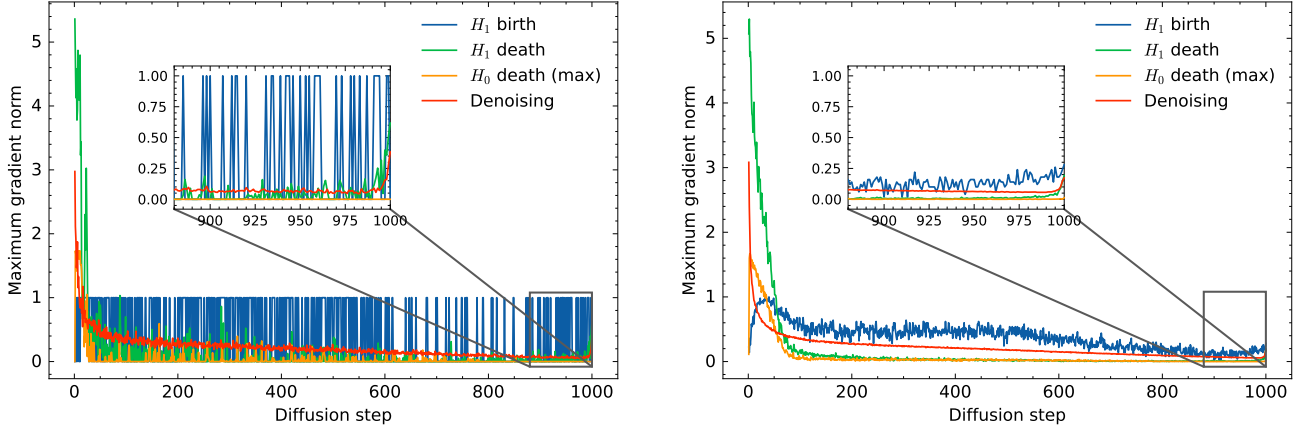 H₁ birth
H₁ death
H₀ death (max)
Denoising
1.00
0.75
0.50
0.25
0.00
900 925 950 975 1000
5
4
3
2
1
0
0 200 400 600 800 1000
Maximum gradient norm
Diffusion step
H₁ birth
H₁ death
H₀ death (max)
Denoising
1.00
0.75
0.50
0.25
0.00
900 925 950 975 1000
5
4
3
2
1
0
0 200 400 600 800 1000
Maximum gradient norm
Diffusion step